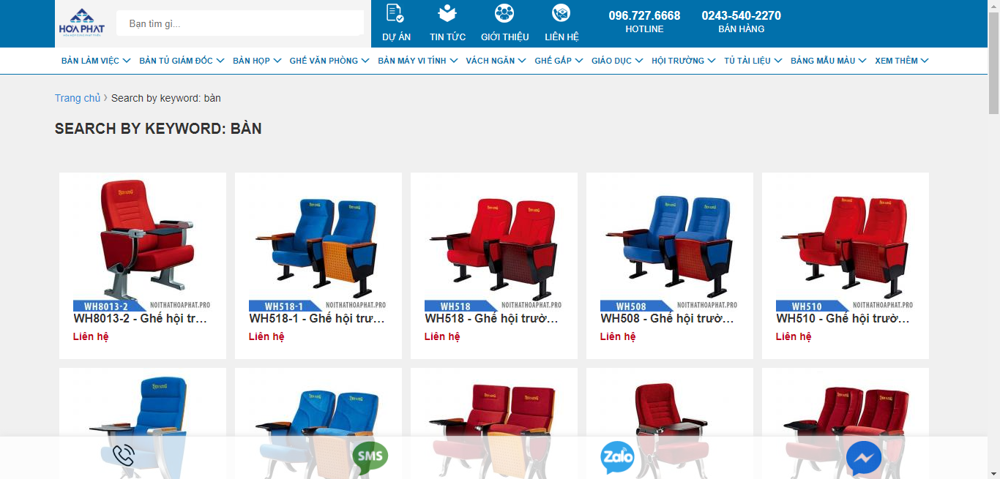 HÒA PHÁT
Bạn tìm gì...
DỰ ÁN
TIN TỨC
GIỚI THIỆU
LIÊN HỆ
096.727.6668
HOTLINE
0243-540-2270
BÁN HÀNG
BÀN LÀM VIỆC
BÀN TỦ GIÁM ĐỐC
BÀN HỌP
GHẾ VĂN PHÒNG
BÀN MÁY VI TÍNH
VÁCH NGĂN
GHẾ GẤP
GIÁO DỤC
HỘI TRƯỜNG
TỦ TÀI LIỆU
BẢNG MẪU MÀU
XEM THÊM
Trang chủ › Search by keyword: bàn
SEARCH BY KEYWORD: BÀN
WH8013-2 NOITHATHOAPHAT.PRO
WH8013-2 - Ghế hội tr...
Liên hệ
WH518-1 NOITHATHOAPHAT.PRO
WH518-1 - Ghế hội trư...
Liên hệ
WH518 NOITHATHOAPHAT.PRO
WH518 - Ghế hội trườ...
Liên hệ
WH508 NOITHATHOAPHAT.PRO
WH508 - Ghế hội trườ...
Liên hệ
WH510 NOITHATHOAPHAT.PRO
WH510 - Ghế hội trườ...
Liên hệ
SMS
Zalo